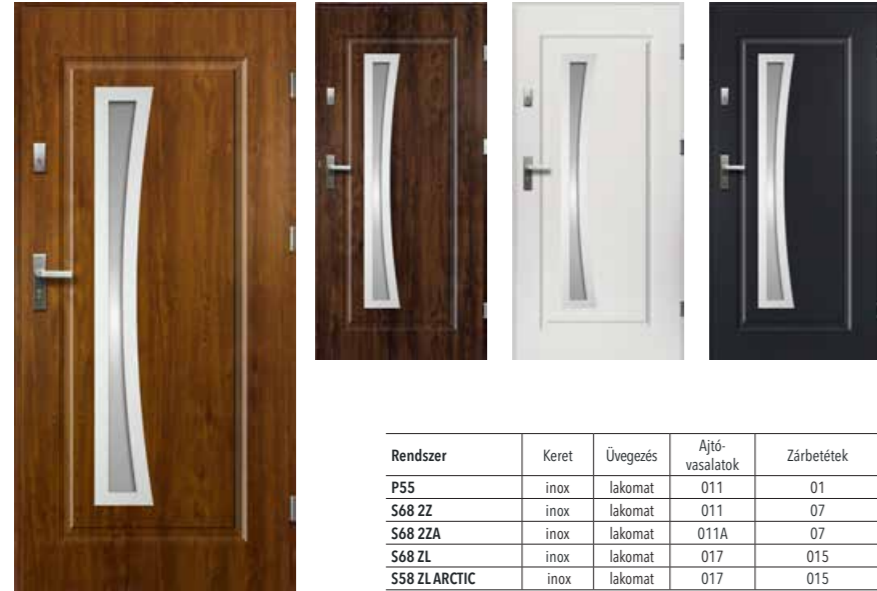 Rendszer Keret Üvegezés Ajtó-vasalatok Zárbetétek
P55 inox lakomat 011 01
S68 2Z inox lakomat 011 07
S68 2ZA inox lakomat 011A 07
S68 ZL inox lakomat 017 015
S58 ZL ARCTIC inox lakomat 017 015